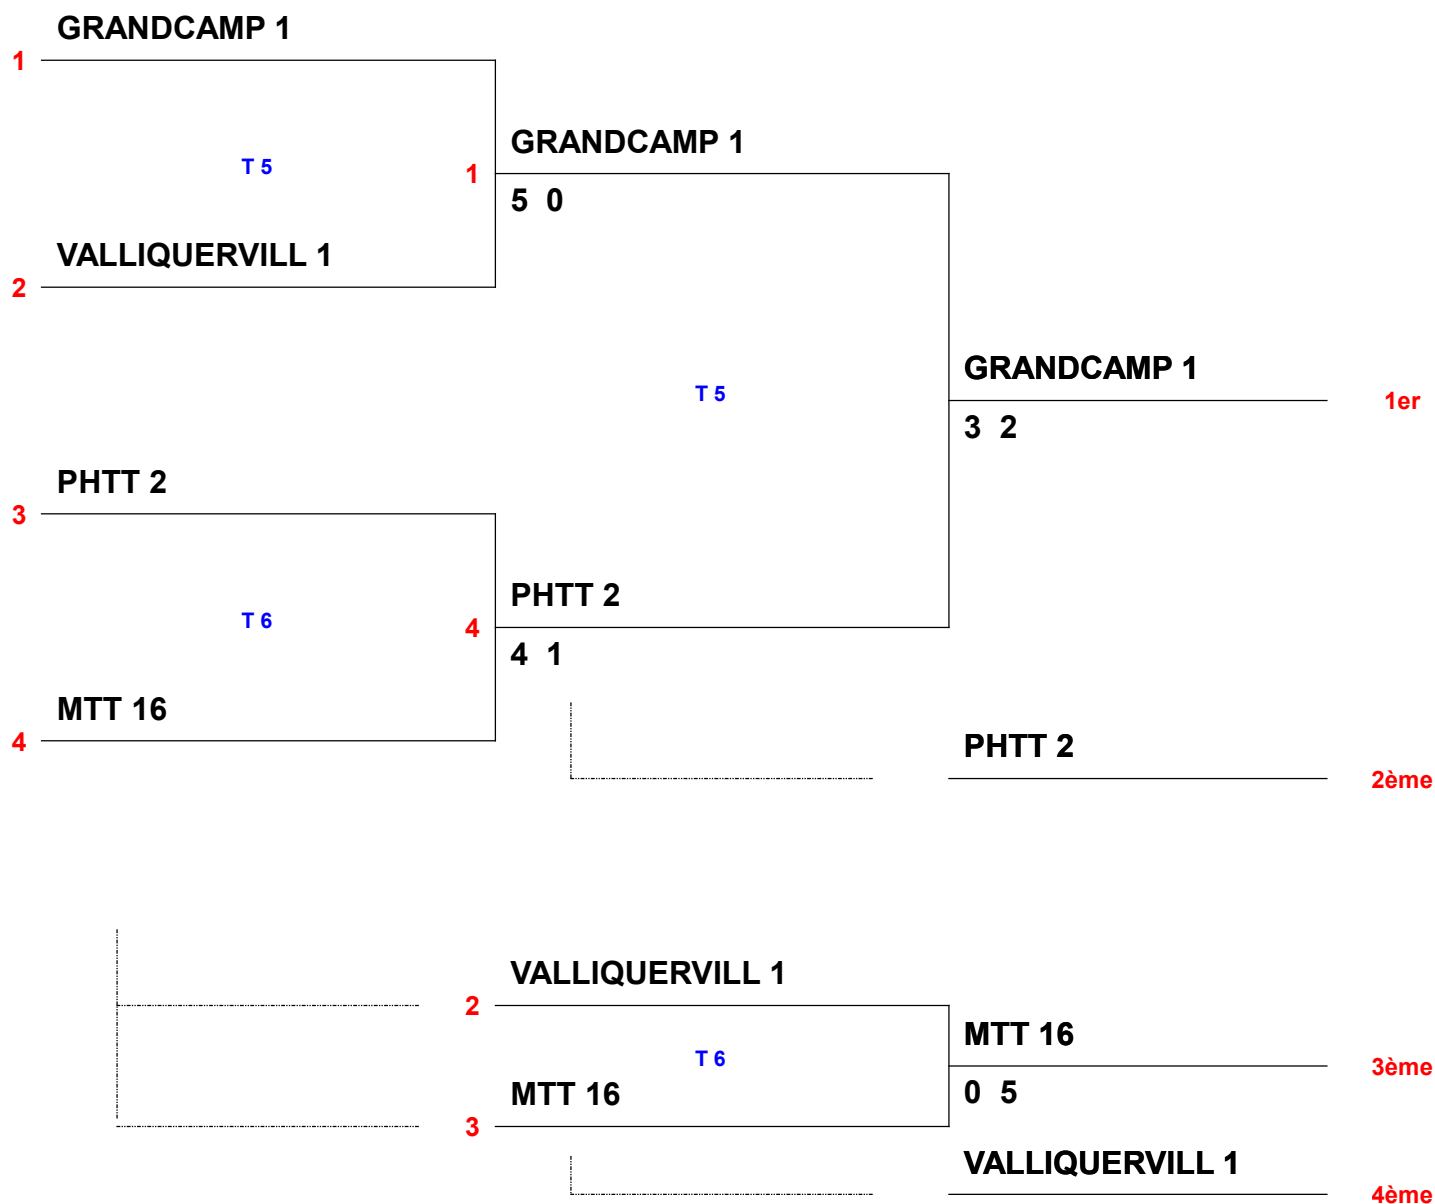 GRANDCAMP 1
1
GRANDCAMP 1
T 5
1
5 0
VALLIQUERVILL 1
2
GRANDCAMP 1
T 5
1er
3 2
PHTT 2
3
PHTT 2
T 6
4
4 1
MTT 16
4
PHTT 2
2ème
VALLIQUERVILL 1
2
MTT 16
T 6
3ème
MTT 16
0 5
3
VALLIQUERVILL 1
4ème